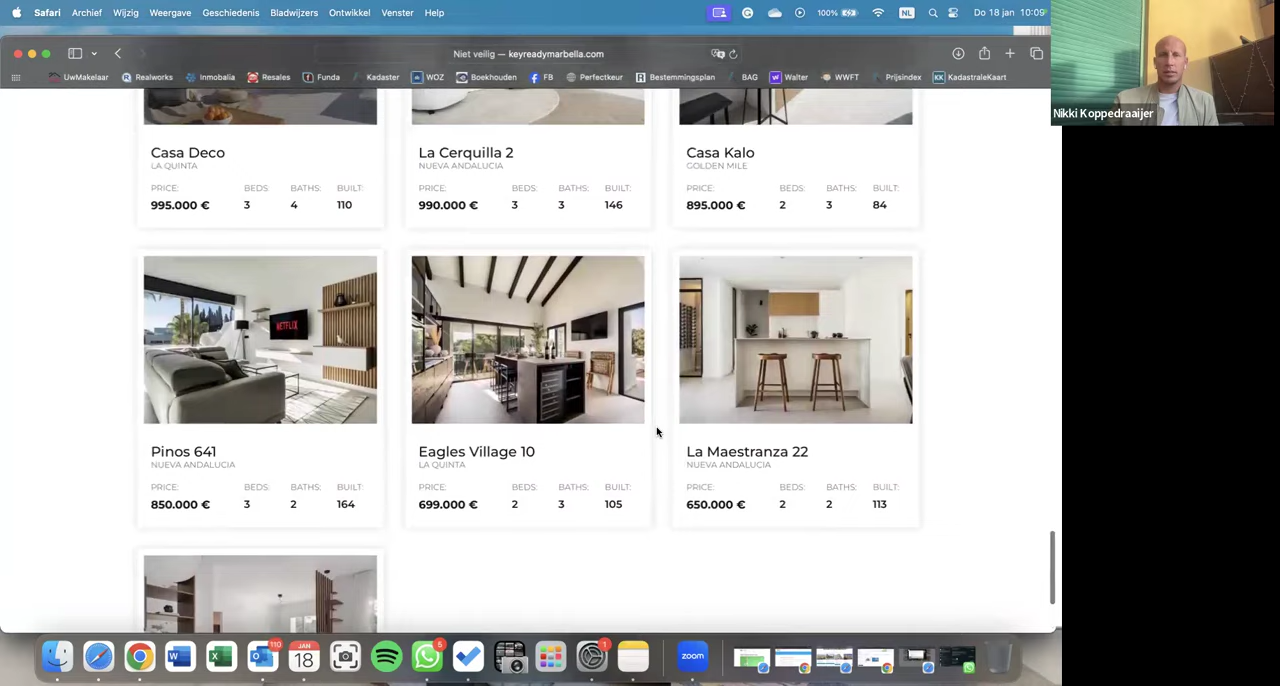 Safari Archief Wijzig Weergave Geschiedenis Bladwijzers Ontwikkel Venster Help 100% NL Do 18 jan 10:09
Niet veilig — keyreadymarbella.com
UwMakelaar Realworks Inmobalia Resales Funda Kadaster WOZ Boekhouden FB Perfectkeur Bestemmingsplan BAG Walter WWFT Prijsindex KK KadastraleKaart
Nikki Koppedraaijer
Casa Deco La Cerquilla 2 Casa Kalo
LA QUINTA NUEVA ANDALUCIA GOLDEN MILE
PRICE: BEDS: BATHS: BUILT: PRICE: BEDS: BATHS: BUILT: PRICE: BEDS: BATHS: BUILT:
995.000 € 3 4 110 990.000 € 3 3 146 895.000 € 2 3 84
NETFLIX
Pinos 641 Eagles Village 10 La Maestranza 22
NUEVA ANDALUCIA LA QUINTA NUEVA ANDALUCIA
PRICE: BEDS: BATHS: BUILT: PRICE: BEDS: BATHS: BUILT: PRICE: BEDS: BATHS: BUILT:
850.000 € 3 2 164 699.000 € 2 3 105 650.000 € 2 2 113
110 JAN 18 5 1 zoom